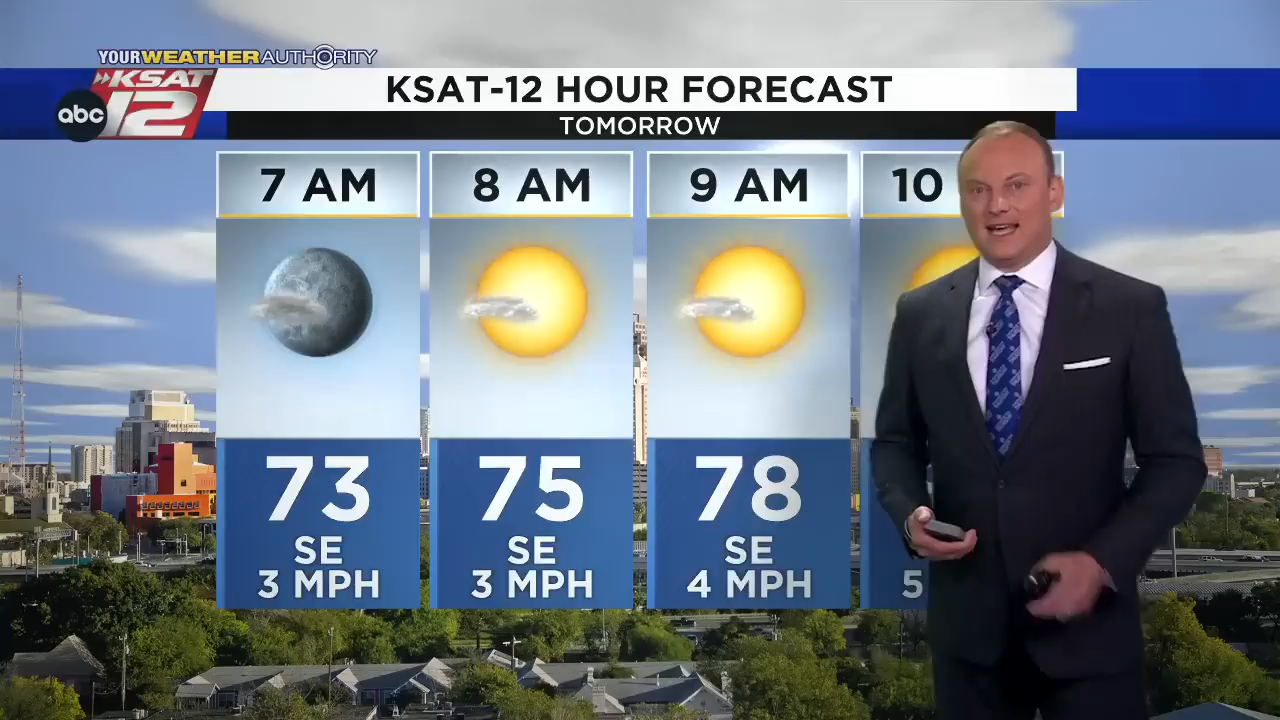 YOURWEATHERAUTHORITY
KSAT
abc 12
KSAT-12 HOUR FORECAST
TOMORROW
7 AM
8 AM
9 AM
10
73
75
78
SE
SE
SE
3 MPH
3 MPH
4 MPH
5